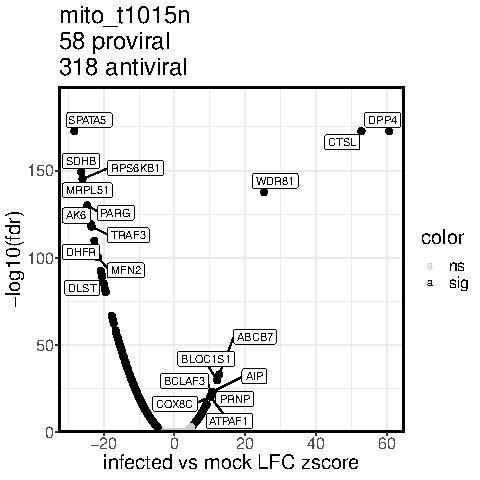 mito_t1015n
58 proviral
318 antiviral
SPATA5
DPP4
CTSL
SDHB
RPS6KB1
MRPL51
WDR81
AK6
PARG
TRAF3
DHFR
MFN2
DLST
ABCB7
BLOC1S1
BCLAF3
AIP
COX8C
PRNP
ATPAF1
150
100
50
0
-log10(fdr)
−20
0
20
40
60
infected vs mock LFC zscore
color
a ns
a sig